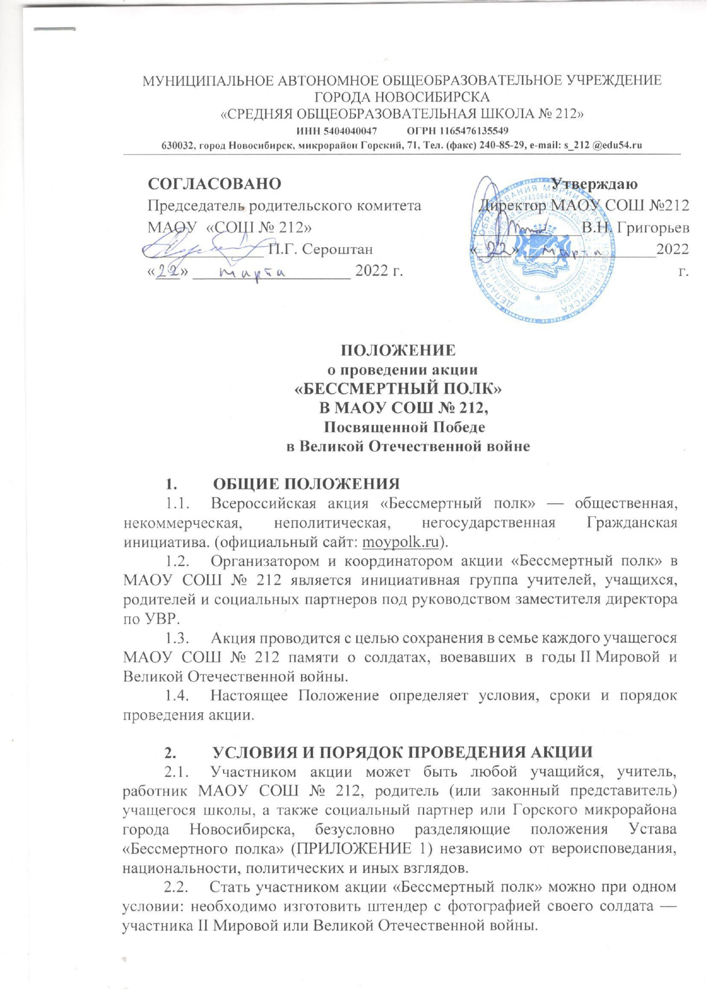 МУНИЦИПАЛЬНОЕ АВТОНОМНОЕ ОБЩЕОБРАЗОВАТЕЛЬНОЕ УЧРЕЖДЕНИЕ
ГОРОДА НОВОСИБИРСКА
«СРЕДНЯЯ ОБЩЕОБРАЗОВАТЕЛЬНАЯ ШКОЛА № 212»
ИНН 5404040047 ОГРН 1165476135549
630032, город Новосибирск, микрорайон Горский, 71, Тел. (факс) 240-85-29, e-mail: s_212 @edu54.ru
СОГЛАСОВАНО
Председатель родительского комитета
МАОУ «СОШ № 212»
П.Г. Сероштан
«22» марта 2022 г.
Утверждаю
Директор МАОУ СОШ №212
В.Н. Григорьев
«22» марта 2022
г.
ДЕПАРТАМЕНТ ОБРАЗОВАНИЯ МЭРИИ ГОРОДА НОВОСИБИРСКА
ПОЛОЖЕНИЕ
о проведении акции
«БЕССМЕРТНЫЙ ПОЛК»
В МАОУ СОШ № 212,
Посвященной Победе
в Великой Отечественной войне
1. ОБЩИЕ ПОЛОЖЕНИЯ
1.1. Всероссийская акция «Бессмертный полк» — общественная,
некоммерческая, неполитическая, негосударственная Гражданская
инициатива. (официальный сайт: moypolk.ru).
1.2. Организатором и координатором акции «Бессмертный полк» в
МАОУ СОШ № 212 является инициативная группа учителей, учащихся,
родителей и социальных партнеров под руководством заместителя директора
по УВР.
1.3. Акция проводится с целью сохранения в семье каждого учащегося
МАОУ СОШ № 212 памяти о солдатах, воевавших в годы II Мировой и
Великой Отечественной войны.
1.4. Настоящее Положение определяет условия, сроки и порядок
проведения акции.
2. УСЛОВИЯ И ПОРЯДОК ПРОВЕДЕНИЯ АКЦИИ
2.1. Участником акции может быть любой учащийся, учитель,
работник МАОУ СОШ № 212, родитель (или законный представитель)
учащегося школы, а также социальный партнер или Горского микрорайона
города Новосибирска, безусловно разделяющие положения Устава
«Бессмертного полка» (ПРИЛОЖЕНИЕ 1) независимо от вероисповедания,
национальности, политических и иных взглядов.
2.2. Стать участником акции «Бессмертный полк» можно при одном
условии: необходимо изготовить штендер с фотографией своего солдата —
участника II Мировой или Великой Отечественной войны.